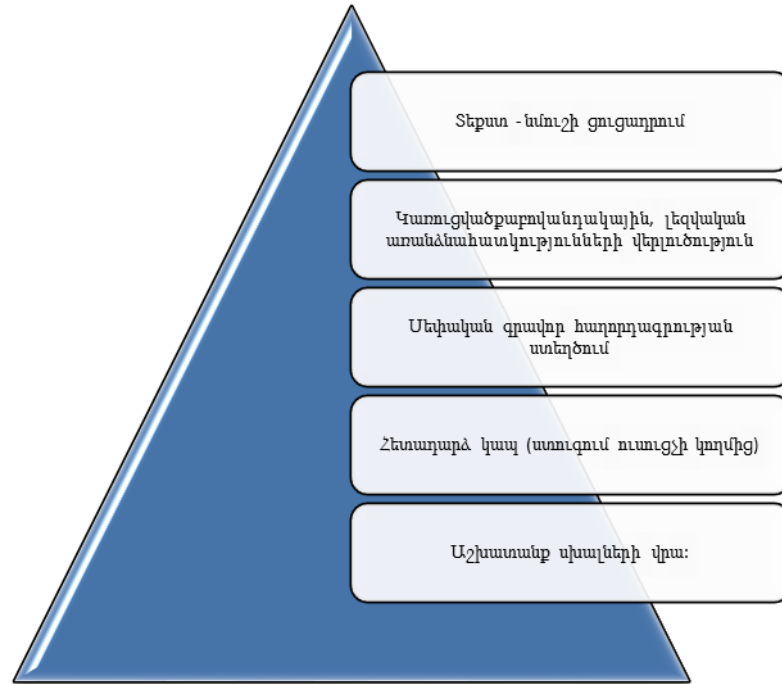 Տեքստ - նմուշի ցուցադրում
Կառուցվածքաբովանդակային, լեզվական
առանձնահատկությունների վերլուծություն
Սեփական գրավոր հաղորդագրության
ստեղծում
Հետադարձ կապ (ստուգում ուսուցչի կողմից)
Աշխատանք սխալների վրա: